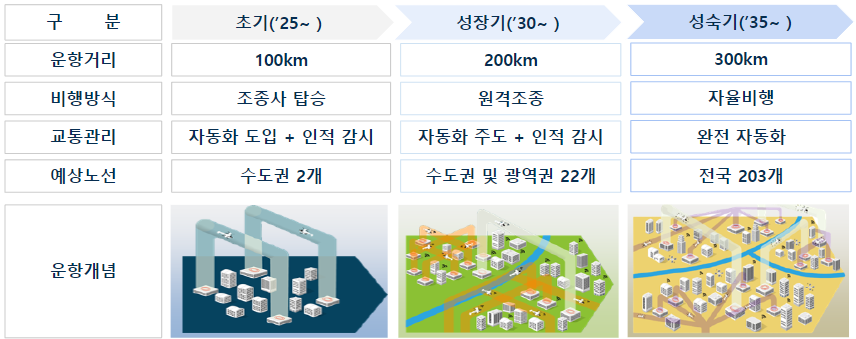 구 분 초기(’25~ ) 성장기(’30~ ) 성숙기(’35~ )
운항거리 100km 200km 300km
비행방식 조종사 탑승 원격조종 자율비행
교통관리 자동화 도입 + 인적 감시 자동화 주도 + 인적 감시 완전 자동화
예상노선 수도권 2개 수도권 및 광역권 22개 전국 203개
운항개념